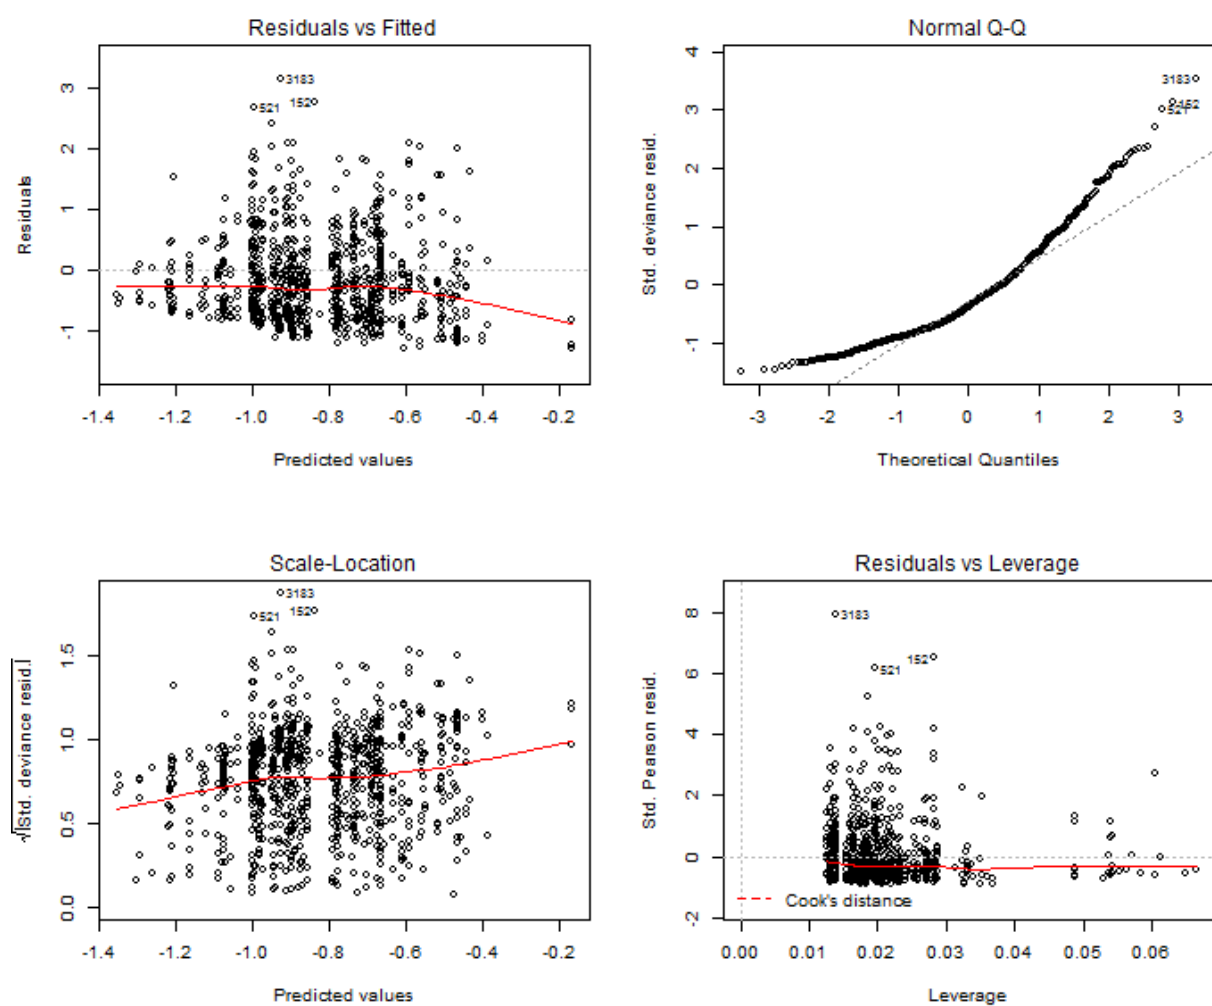 Residuals vs Fitted
Residuals
3
2
1
0
-1
3183
521
152
-1.4 -1.2 -1.0 -0.8 -0.6 -0.4 -0.2
Predicted values
Normal Q-Q
Std. deviance resid.
4
3
2
1
0
-1
3183
152
521
-3 -2 -1 0 1 2 3
Theoretical Quantiles
Scale-Location
√|Std. deviance resid.|
1.5
1.0
0.5
0.0
3183
521
152
-1.4 -1.2 -1.0 -0.8 -0.6 -0.4 -0.2
Predicted values
Residuals vs Leverage
Std. Pearson resid.
8
6
4
2
0
-2
3183
152
521
Cook's distance
0.00 0.01 0.02 0.03 0.04 0.05 0.06
Leverage